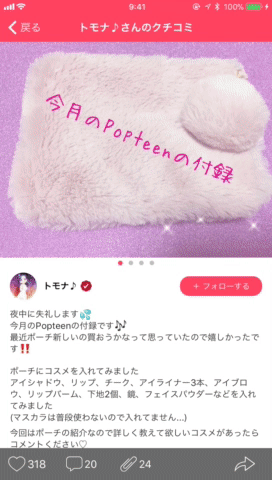 9:41
100%
戻る
トモナ♪さんのクチコミ
今月のPopteenの付録
トモナ♪
+ フォローする
夜中に失礼します💦
今月のPopteenの付録です🎶
最近ポーチ新しいの買おうかなって思っていたので嬉しかったで
す‼️
ポーチにコスメを入れてみました
アイシャドウ、リップ、チーク、アイライナー3本、アイブロ
ウ、リップバーム、下地2個、鏡、フェイスパウダーなどを入れ
てみました
(マスカラは普段使わないので入れてません...)
今回はポーチの紹介なので詳しく教えて欲しいコスメがあったら
コメントください♡
318
20
24